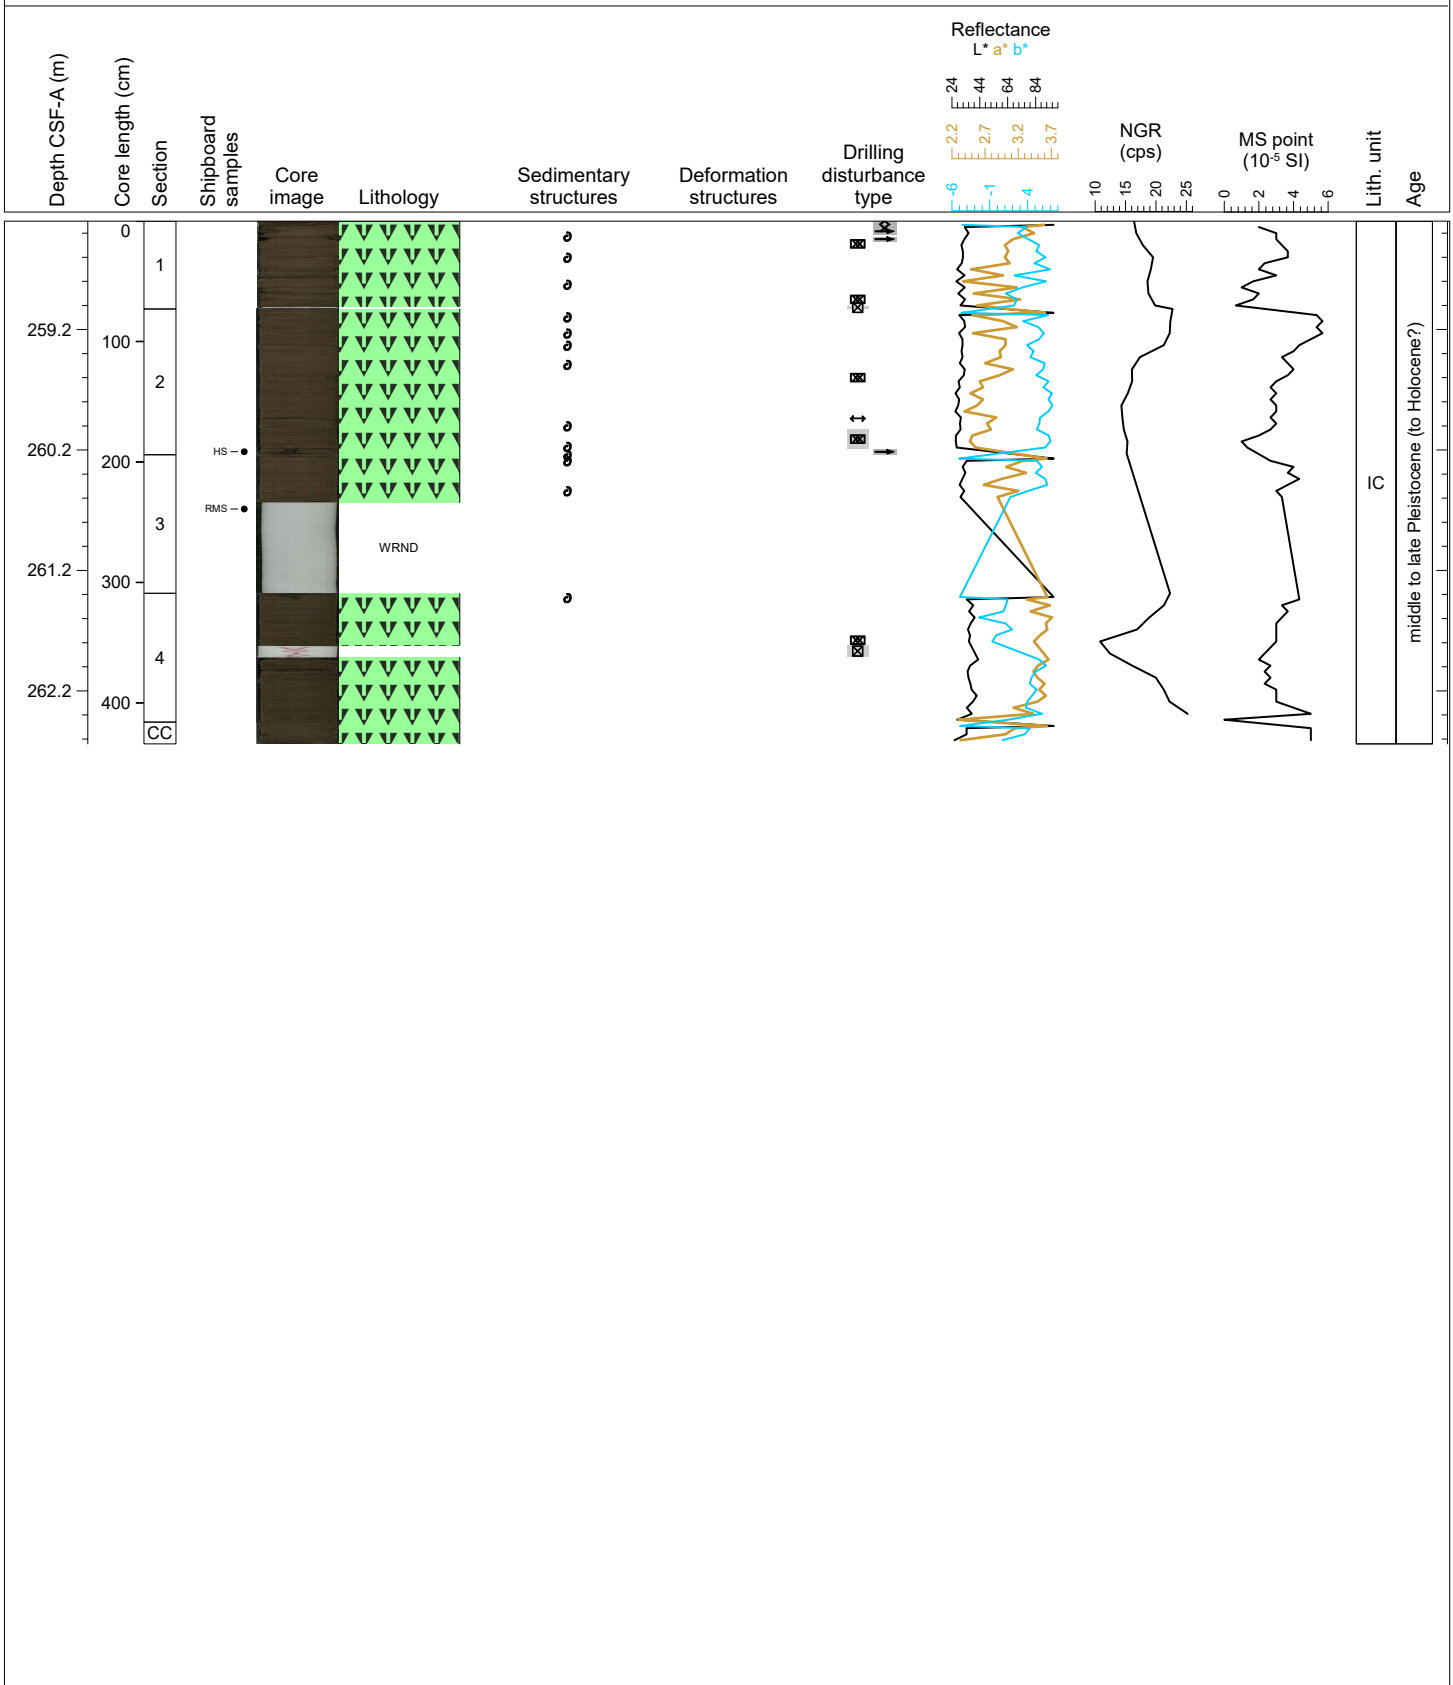 Reflectance
L* a* b*
Depth CSF-A (m)
Core length (cm)
Section
Shipboard
samples
Core
image
Lithology
Sedimentary
structures
Deformation
structures
Drilling
disturbance
type
24 44 64 84
2.2 2.7 3.2 3.7
-6 -1 4
NGR
(cps)
10 15 20 25
MS point
(10⁻⁵ SI)
0 2 4 6
Lith. unit
Age
0
1
259.2
100
2
260.2
HS
200
RMS
3
WRND
261.2
300
4
262.2
400
CC
IC
middle to late Pleistocene (to Holocene?)